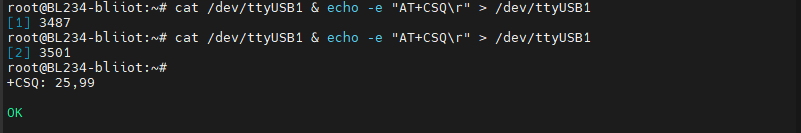 root@BL234-bliiot:~# cat /dev/ttyUSB1 & echo -e "AT+CSQ\r" > /dev/ttyUSB1
[1] 3487
root@BL234-bliiot:~# cat /dev/ttyUSB1 & echo -e "AT+CSQ\r" > /dev/ttyUSB1
[2] 3501
root@BL234-bliiot:~#
+CSQ: 25,99
OK